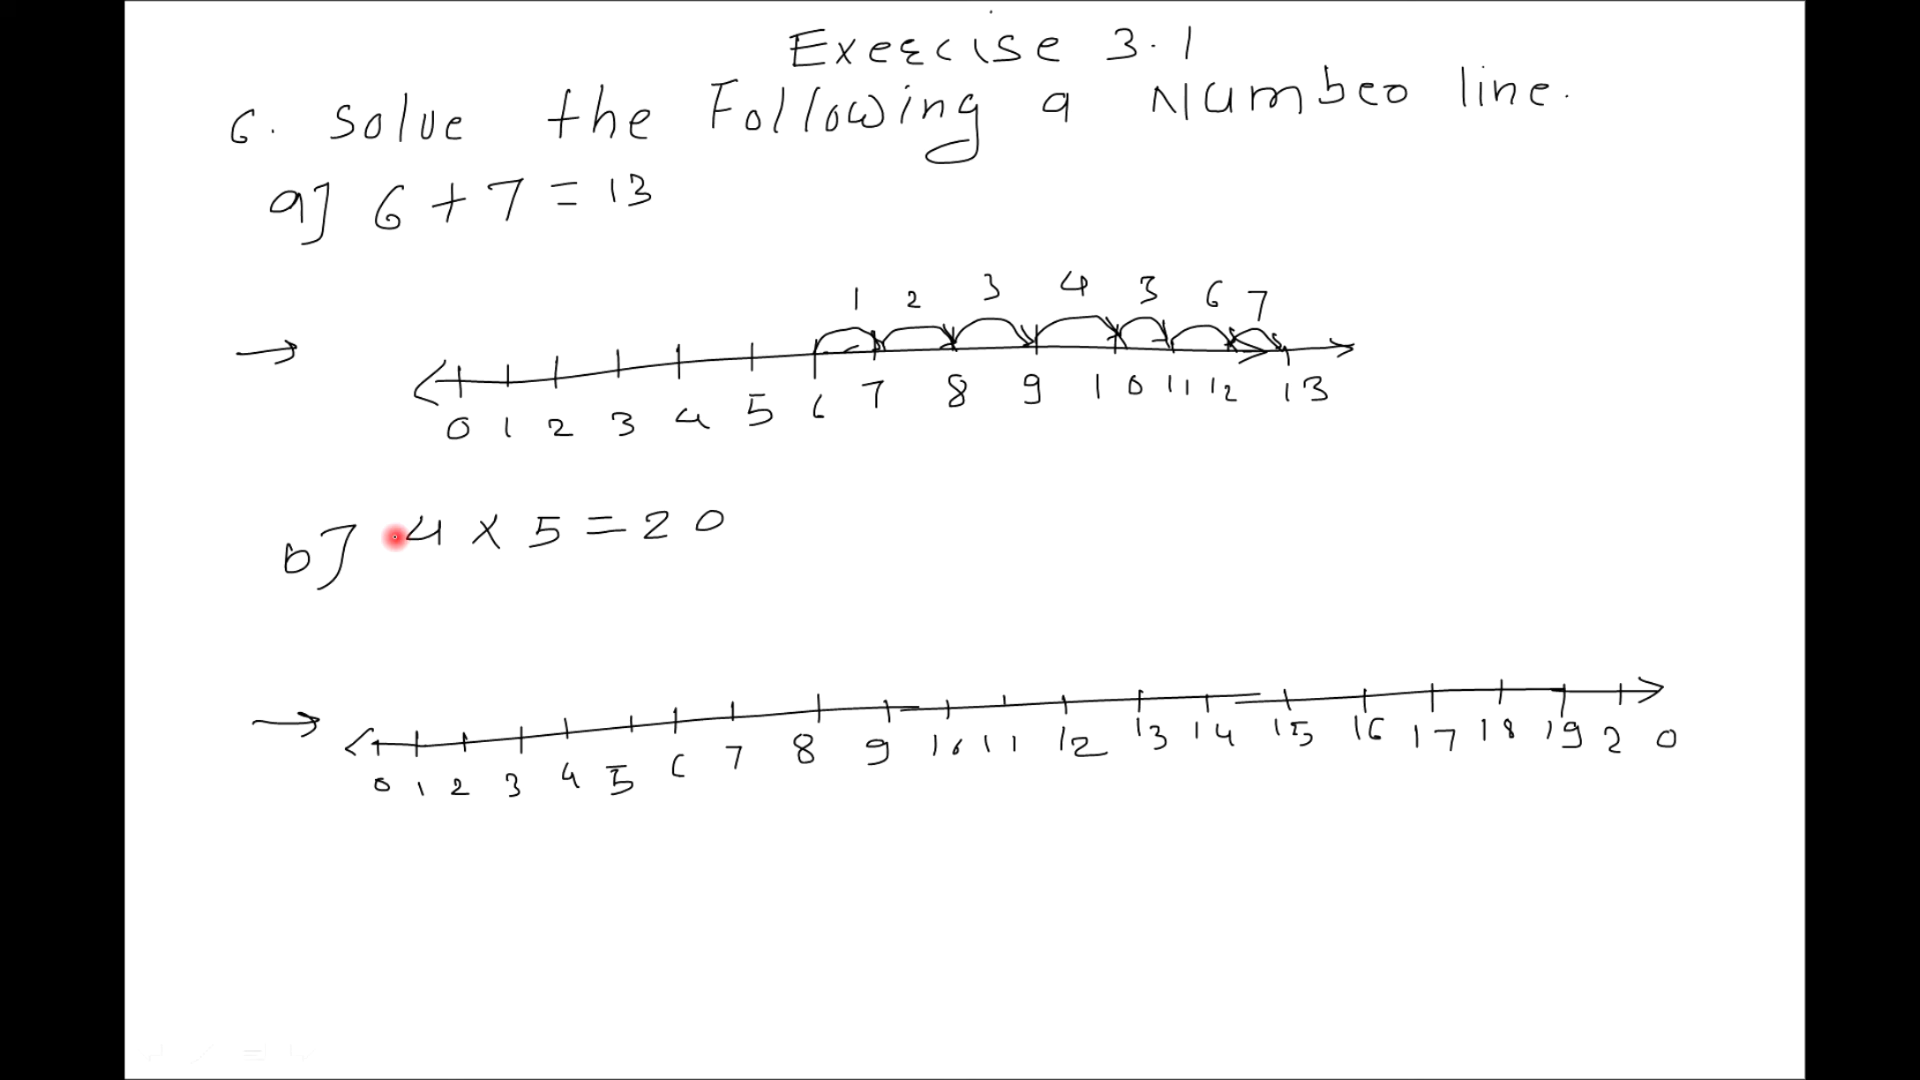 Exercise 3.1
6. Solve the Following a Number line.
a] 6 + 7 = 13
1 2 3 4 5 6 7
0 1 2 3 4 5 6 7 8 9 10 11 12 13
b] 4 x 5 = 20
0 1 2 3 4 5 6 7 8 9 10 11 12 13 14 15 16 17 18 19 20